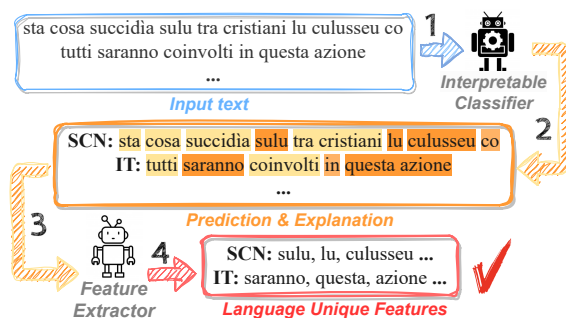 sta cosa succidìa sulu tra cristiani lu culusseu co
tutti saranno coinvolti in questa azione
...
Input text
1
Interpretable
Classifier
2
SCN: sta cosa succidìa sulu tra cristiani lu culusseu co
IT: tutti saranno coinvolti in questa azione
...
Prediction & Explanation
3
Feature
Extractor
4
SCN: sulu, lu, culusseu ...
IT: saranno, questa, azione ...
Language Unique Features